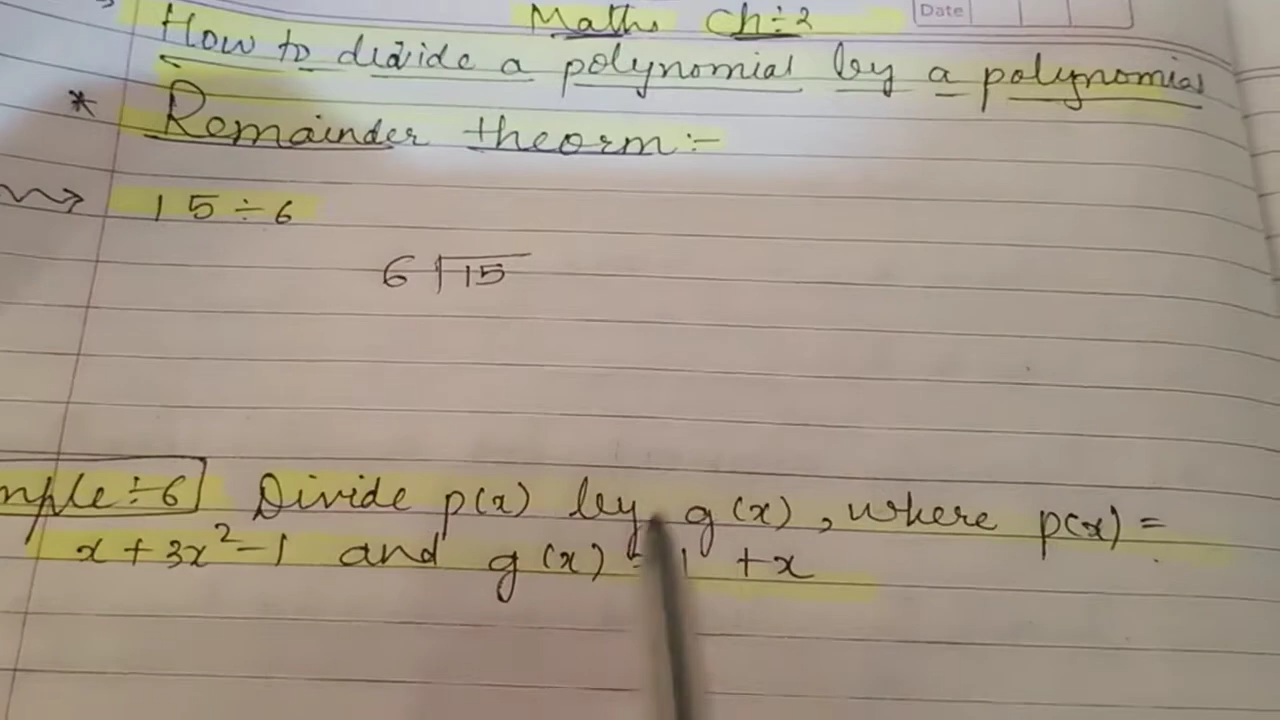 Maths Ch÷2
Date
How to divide a polynomial by a polynomial
* Remainder theorm:-
15÷6
6 15
÷6 Divide p(x) by g(x), where p(x) =
x+3x²-1 and g(x) 1 +x